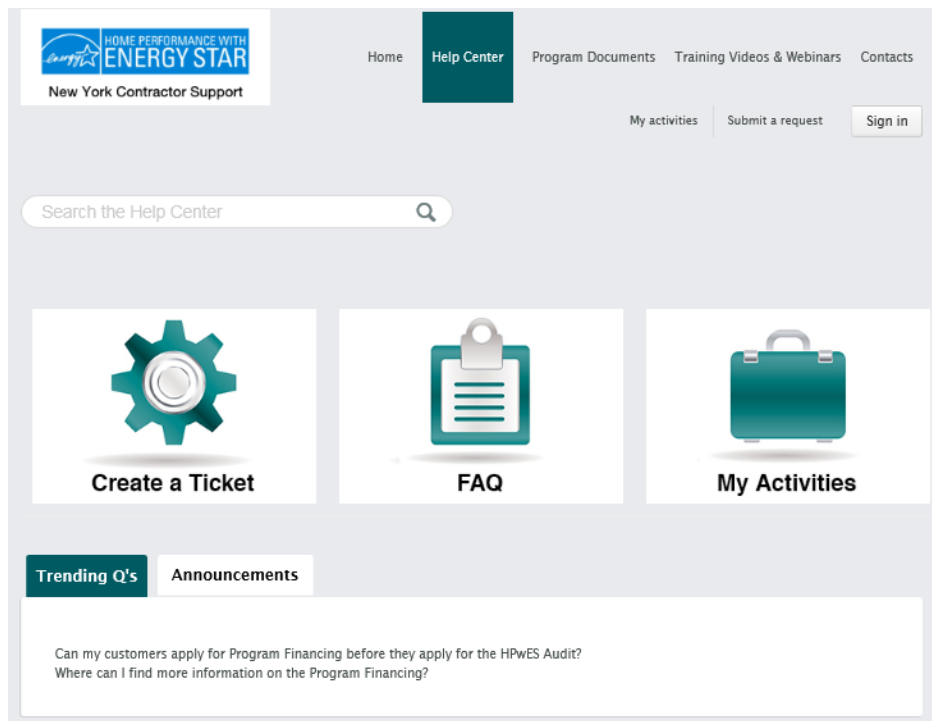 HOME PERFORMANCE WITH
energy ENERGY STAR
New York Contractor Support
Home Help Center Program Documents Training Videos & Webinars Contacts
My activities Submit a request Sign in
Search the Help Center
Create a Ticket FAQ My Activities
Trending Q's Announcements
Can my customers apply for Program Financing before they apply for the HPwES Audit?
Where can I find more information on the Program Financing?